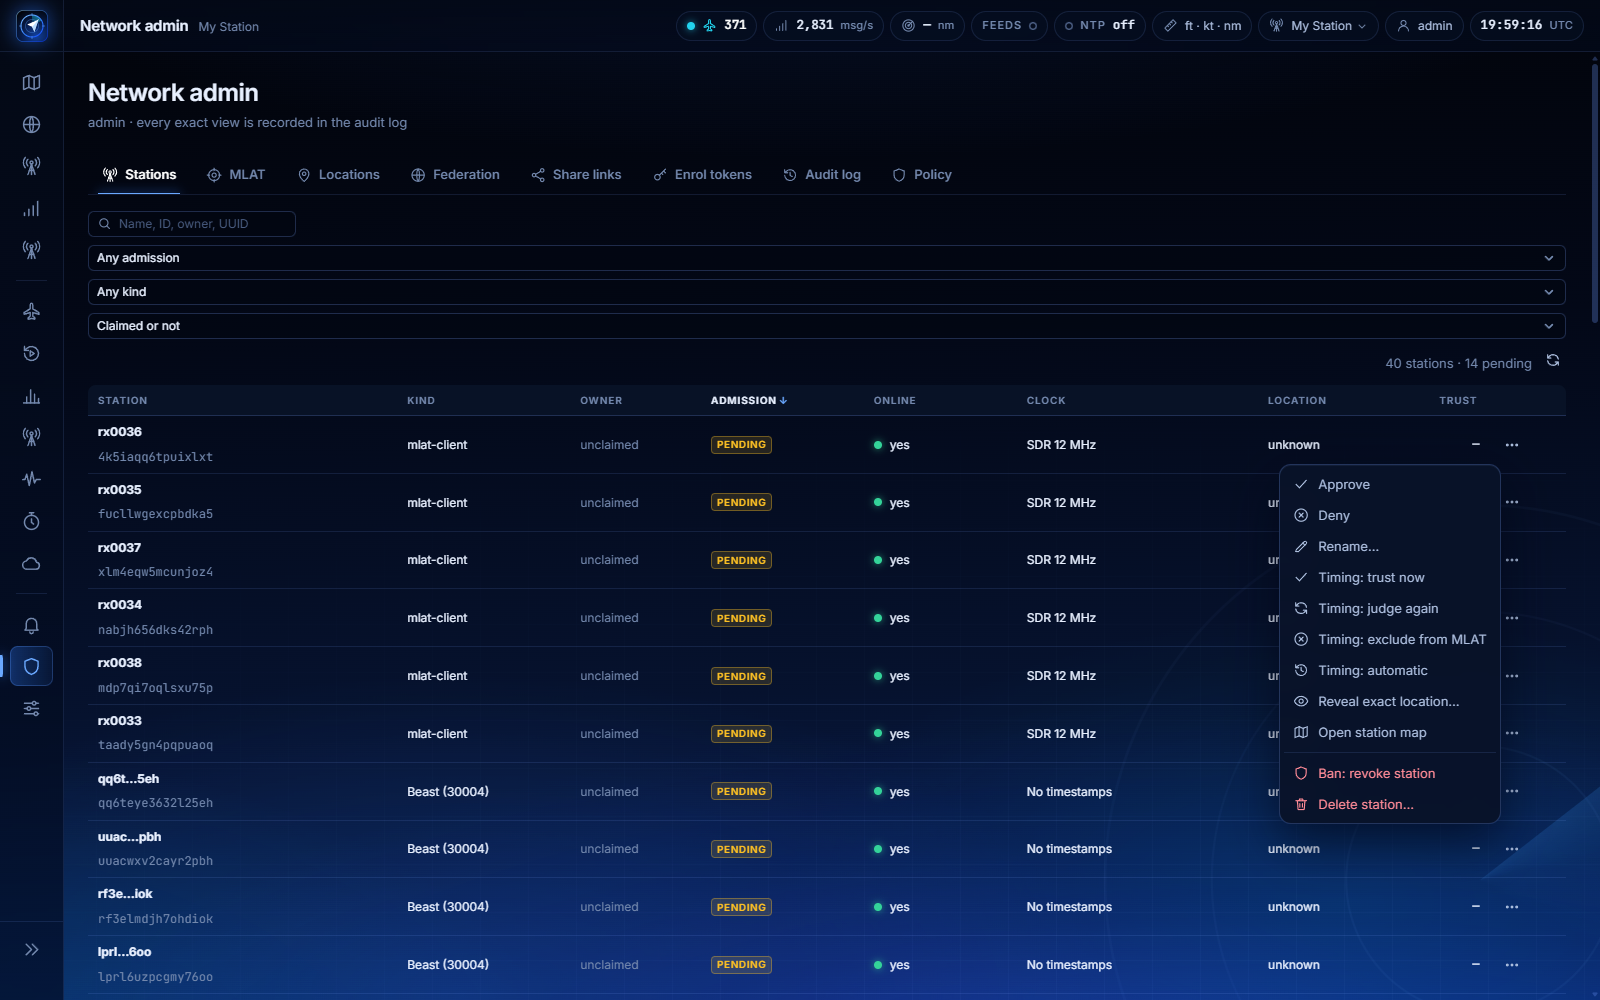 Network admin My Station 371 2,831 msg/s – nm FEEDS NTP off ft · kt · nm My Station admin 19:59:16 UTC
Network admin
admin · every exact view is recorded in the audit log
Stations MLAT Locations Federation Share links Enrol tokens Audit log Policy
Name, ID, owner, UUID
Any admission
Any kind
Claimed or not
40 stations · 14 pending
STATION KIND OWNER ADMISSION ONLINE CLOCK LOCATION TRUST
rx0036
4k5iaqq6tpuixlxt
mlat-client unclaimed PENDING yes SDR 12 MHz unknown –
rx0035
fucllwgexcpbdka5
mlat-client unclaimed PENDING yes SDR 12 MHz
rx0037
xlm4eqw5mcunjoz4
mlat-client unclaimed PENDING yes SDR 12 MHz
rx0034
nabjh656dks42rph
mlat-client unclaimed PENDING yes SDR 12 MHz
rx0038
mdp7qi7oqlsxu75p
mlat-client unclaimed PENDING yes SDR 12 MHz
rx0033
taady5gn4pqpuaoq
mlat-client unclaimed PENDING yes SDR 12 MHz
qq6t...5eh
qq6teye3632l25eh
Beast (30004) unclaimed PENDING yes No timestamps
uuac...pbh
uuacwxv2cayr2pbh
Beast (30004) unclaimed PENDING yes No timestamps unknown –
rf3e...iok
rf3elmdjh7ohdiok
Beast (30004) unclaimed PENDING yes No timestamps unknown –
lprl...6oo
lprl6uzpcgmy76oo
Beast (30004) unclaimed PENDING yes No timestamps unknown –
Approve
Deny
Rename...
Timing: trust now
Timing: judge again
Timing: exclude from MLAT
Timing: automatic
Reveal exact location...
Open station map
Ban: revoke station
Delete station...